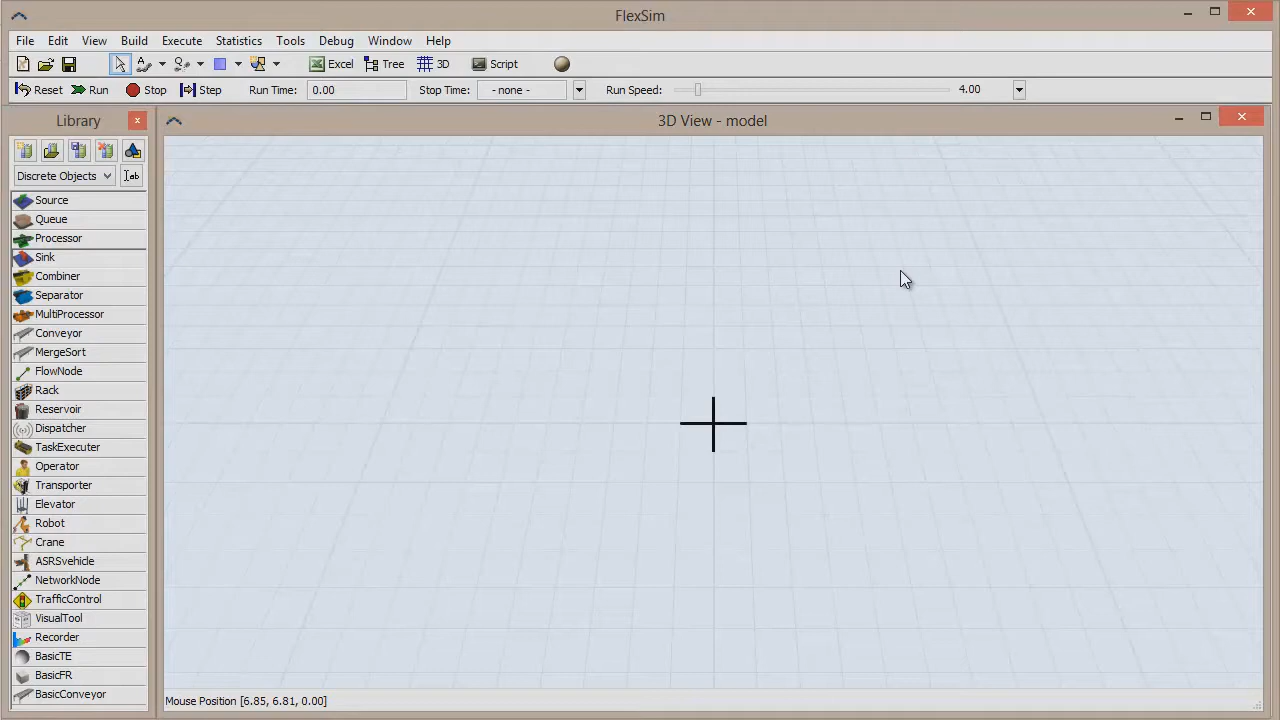 FlexSim
File Edit View Build Execute Statistics Tools Debug Window Help
Excel Tree 3D Script
Reset Run Stop Step Run Time: 0.00 Stop Time: - none - Run Speed: 4.00
Library
3D View - model
Discrete Objects
Source
Queue
Processor
Sink
Combiner
Separator
MultiProcessor
Conveyor
MergeSort
FlowNode
Rack
Reservoir
Dispatcher
TaskExecuter
Operator
Transporter
Elevator
Robot
Crane
ASRSvehicle
NetworkNode
TrafficControl
VisualTool
Recorder
BasicTE
BasicFR
BasicConveyor
Mouse Position [6.85, 6.81, 0.00]